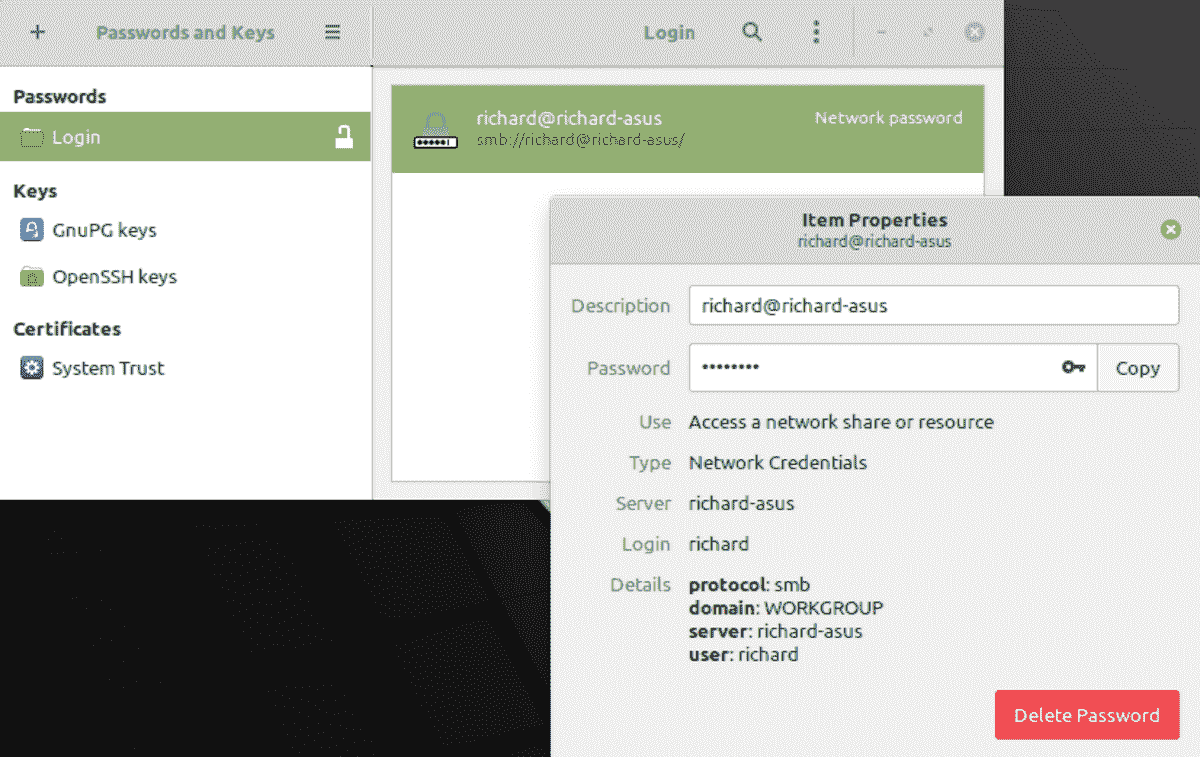 Passwords and Keys
Login
Passwords
Login
Keys
GnuPG keys
OpenSSH keys
Certificates
System Trust
richard@richard-asus
Network password
smb://richard@richard-asus/
Item Properties
richard@richard-asus
Description richard@richard-asus
Password •••••••• Copy
Use Access a network share or resource
Type Network Credentials
Server richard-asus
Login richard
Details protocol: smb
domain: WORKGROUP
server: richard-asus
user: richard
Delete Password